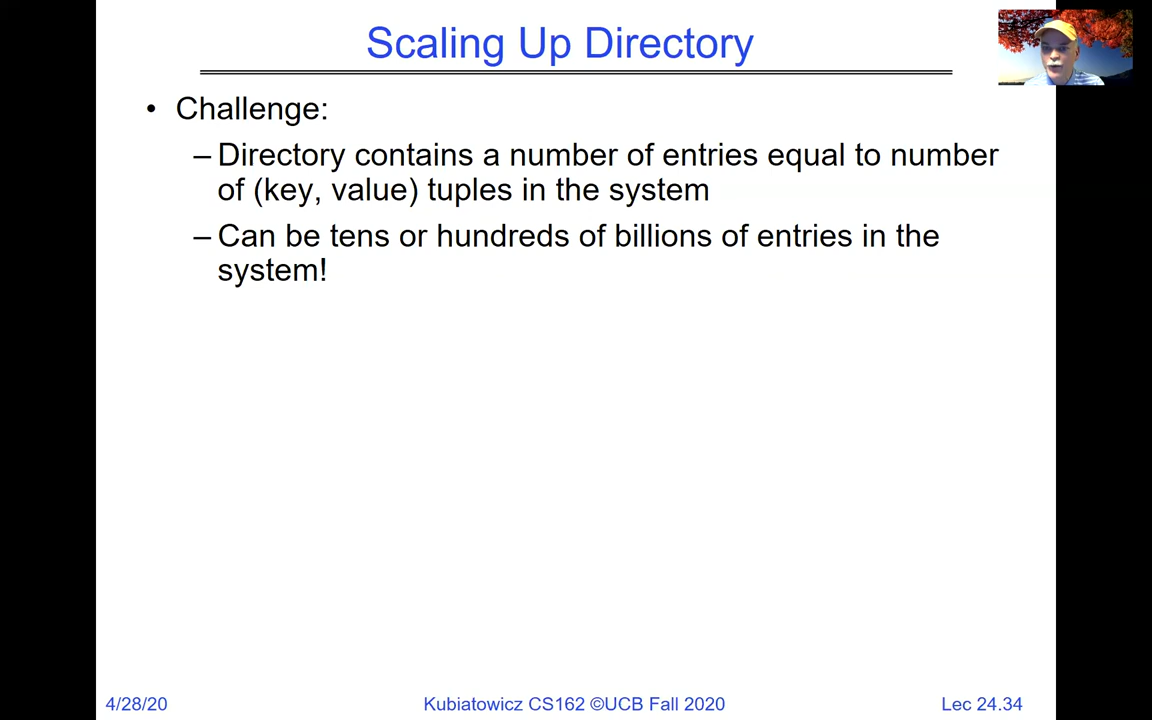 Scaling Up Directory
• Challenge:
– Directory contains a number of entries equal to number
of (key, value) tuples in the system
– Can be tens or hundreds of billions of entries in the
system!
4/28/20
Kubiatowicz CS162 ©UCB Fall 2020
Lec 24.34